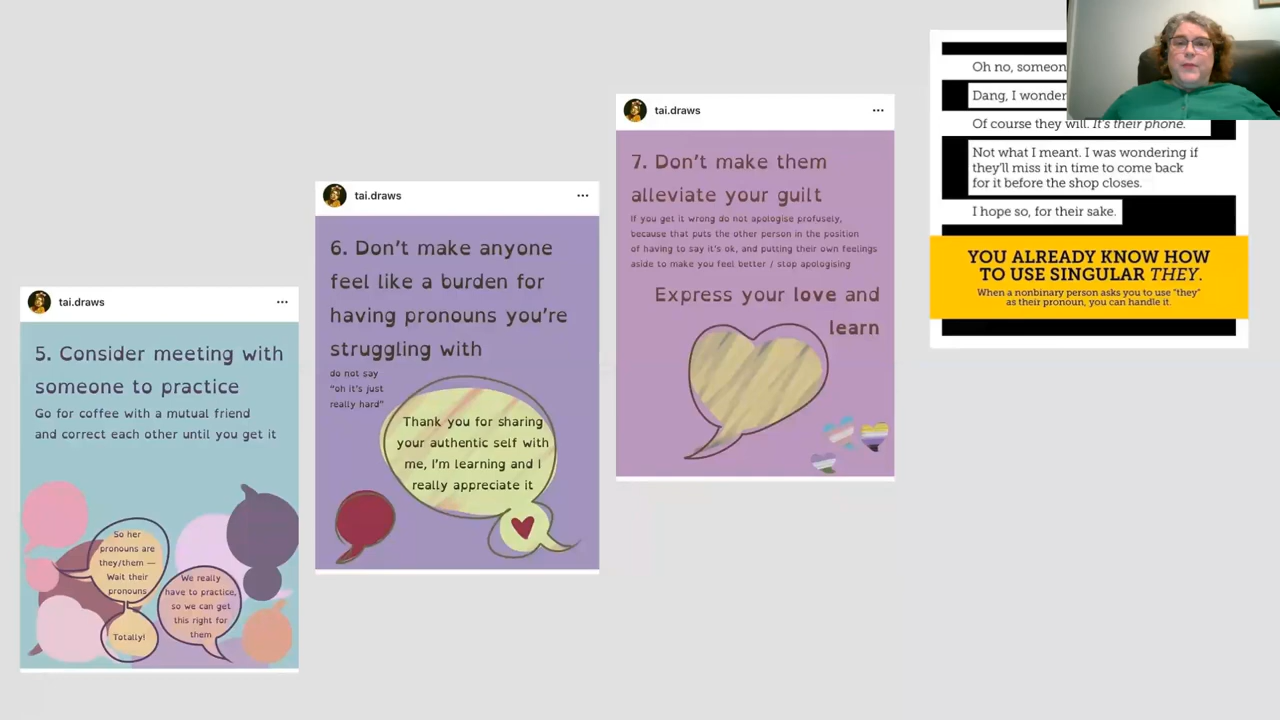 tai.draws
5. Consider meeting with
someone to practice
Go for coffee with a mutual friend
and correct each other until you get it
So her
pronouns are
they/them —
Wait their
pronouns
Totally!
We really
have to practice,
so we can get
this right for
them
tai.draws
6. Don't make anyone
feel like a burden for
having pronouns you're
struggling with
do not say
"oh it's just
really hard"
Thank you for sharing
your authentic self with
me, I'm learning and I
really appreciate it
tai.draws
7. Don't make them
alleviate your guilt
If you get it wrong do not apologise profusely,
because that puts the other person in the position
of having to say it's ok, and putting their own feelings
aside to make you feel better / stop apologising
Express your love and
learn
Oh no, someon
Dang, I wonder
Of course they will. It's their phone.
Not what I meant. I was wondering if
they'll miss it in time to come back
for it before the shop closes.
I hope so, for their sake.
YOU ALREADY KNOW HOW
TO USE SINGULAR THEY.
When a nonbinary person asks you to use "they"
as their pronoun, you can handle it.